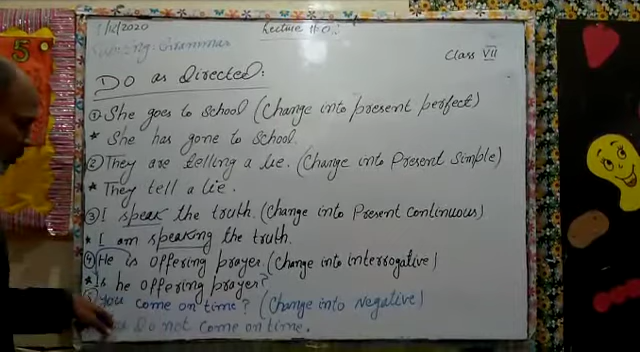 /10/2020 Lecture No:
Grammar
Class VII
Do as directed:
① She goes to school (Change into present perfect)
* She has gone to school.
② They are telling a lie. (Change into Present Simple)
* They tell a lie.
③ I speak the truth. (Change into Present Continuous)
* I am speaking the truth.
④ He is offering prayer. (Change into interrogative)
* Is he offering prayer?
⑤ You come on time? (Change into Negative)
Do not come on time.
5